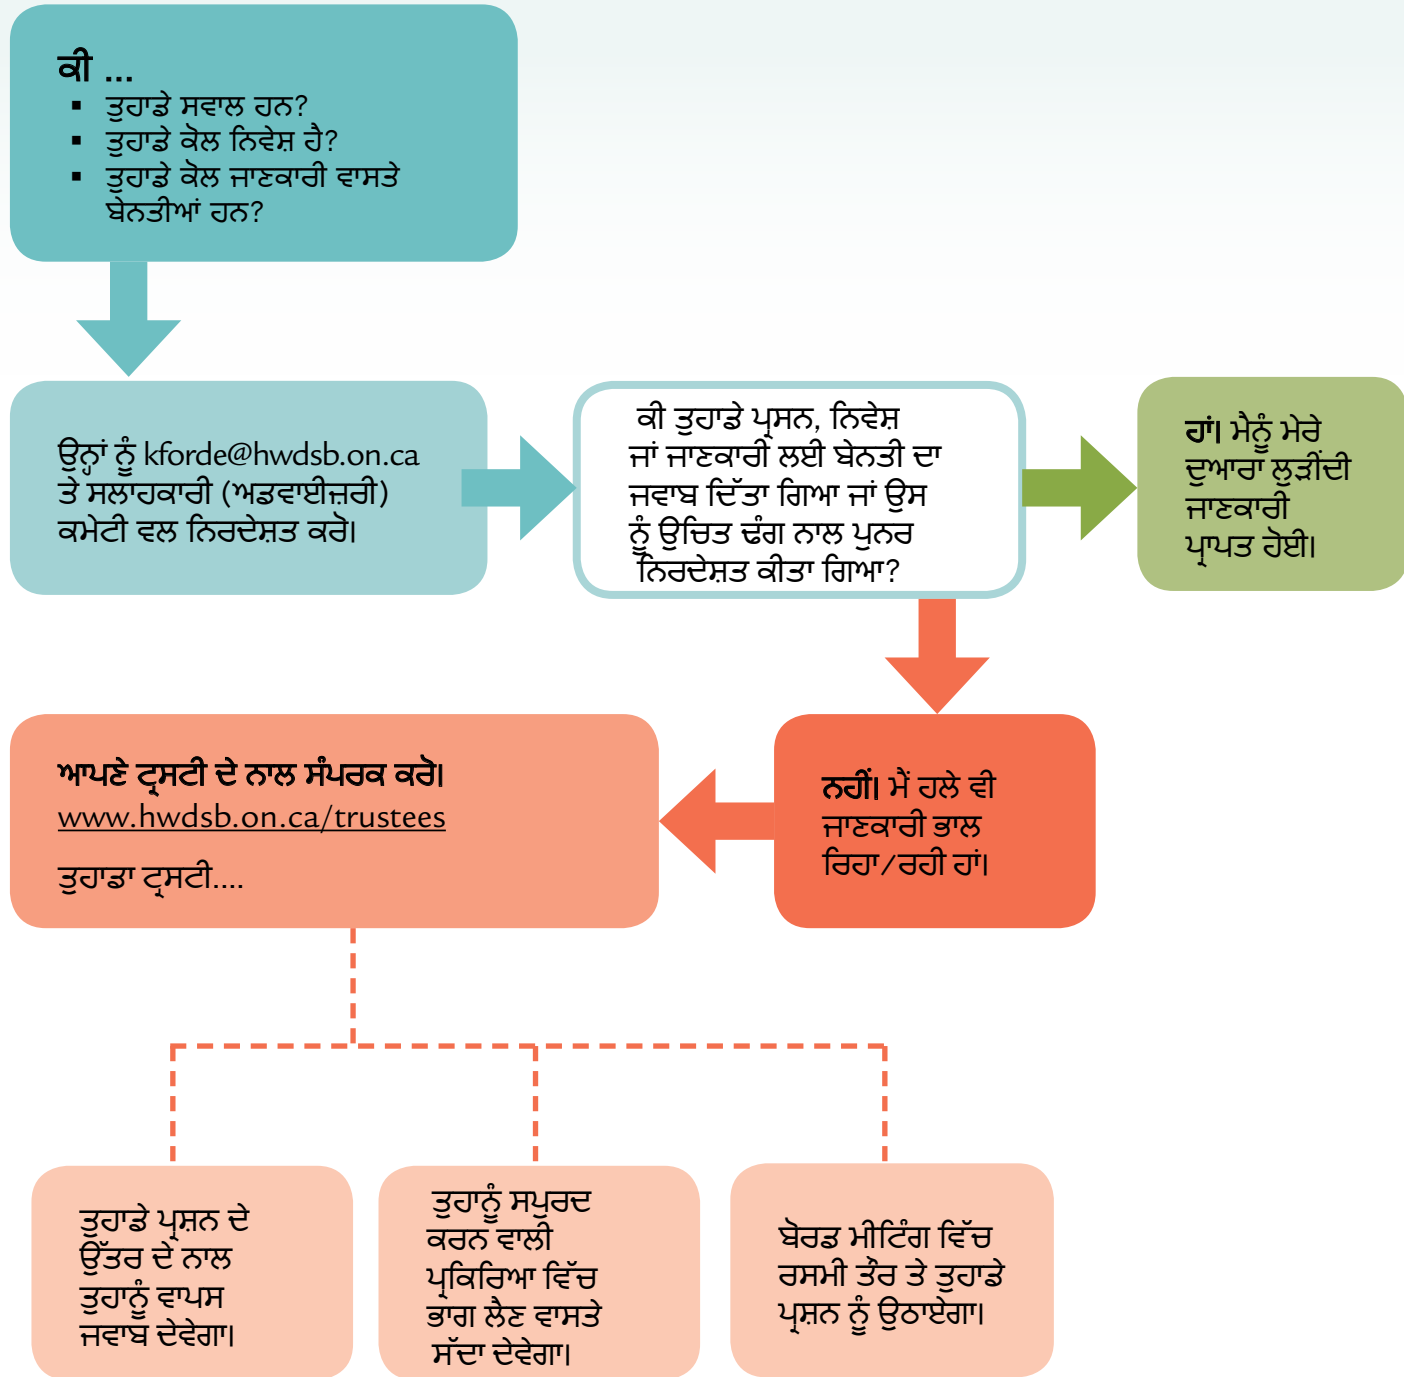 ਕੀ ...
▪ ਤੁਹਾਡੇ ਸਵਾਲ ਹਨ?
▪ ਤੁਹਾਡੇ ਕੋਲ ਨਿਵੇਸ਼ ਹੈ?
▪ ਤੁਹਾਡੇ ਕੋਲ ਜਾਣਕਾਰੀ ਵਾਸਤੇ
ਬੇਨਤੀਆਂ ਹਨ?
ਉਨ੍ਹਾਂ ਨੂੰ kforde@hwdsb.on.ca
ਤੇ ਸਲਾਹਕਾਰੀ (ਅਡਵਾਈਜ਼ਰੀ)
ਕਮੇਟੀ ਵਲ ਨਿਰਦੇਸ਼ਤ ਕਰੋ।
ਕੀ ਤੁਹਾਡੇ ਪ੍ਰਸਨ, ਨਿਵੇਸ਼
ਜਾਂ ਜਾਣਕਾਰੀ ਲਈ ਬੇਨਤੀ ਦਾ
ਜਵਾਬ ਦਿੱਤਾ ਗਿਆ ਜਾਂ ਉਸ
ਨੂੰ ਉਚਿਤ ਢੰਗ ਨਾਲ ਪੁਨਰ
ਨਿਰਦੇਸ਼ਤ ਕੀਤਾ ਗਿਆ?
ਹਾਂ। ਮੈਨੂੰ ਮੇਰੇ
ਦੁਆਰਾ ਲੁੜੀਂਦੀ
ਜਾਣਕਾਰੀ
ਪ੍ਰਾਪਤ ਹੋਈ।
ਨਹੀਂ। ਮੈਂ ਹਲੇ ਵੀ
ਜਾਣਕਾਰੀ ਭਾਲ
ਰਿਹਾ/ਰਹੀ ਹਾਂ।
ਆਪਣੇ ਟ੍ਰਸਟੀ ਦੇ ਨਾਲ ਸੰਪਰਕ ਕਰੋ।
www.hwdsb.on.ca/trustees
ਤੁਹਾਡਾ ਟ੍ਰਸਟੀ....
ਤੁਹਾਡੇ ਪ੍ਰਸ਼ਨ ਦੇ
ਉੱਤਰ ਦੇ ਨਾਲ
ਤੁਹਾਨੂੰ ਵਾਪਸ
ਜਵਾਬ ਦੇਵੇਗਾ।
ਤੁਹਾਨੂੰ ਸਪੁਰਦ
ਕਰਨ ਵਾਲੀ
ਪ੍ਰਕਿਰਿਆ ਵਿੱਚ
ਭਾਗ ਲੈਣ ਵਾਸਤੇ
ਸੱਦਾ ਦੇਵੇਗਾ।
ਬੋਰਡ ਮੀਟਿੰਗ ਵਿੱਚ
ਰਸਮੀ ਤੌਰ ਤੇ ਤੁਹਾਡੇ
ਪ੍ਰਸ਼ਨ ਨੂੰ ਉਠਾਏਗਾ।